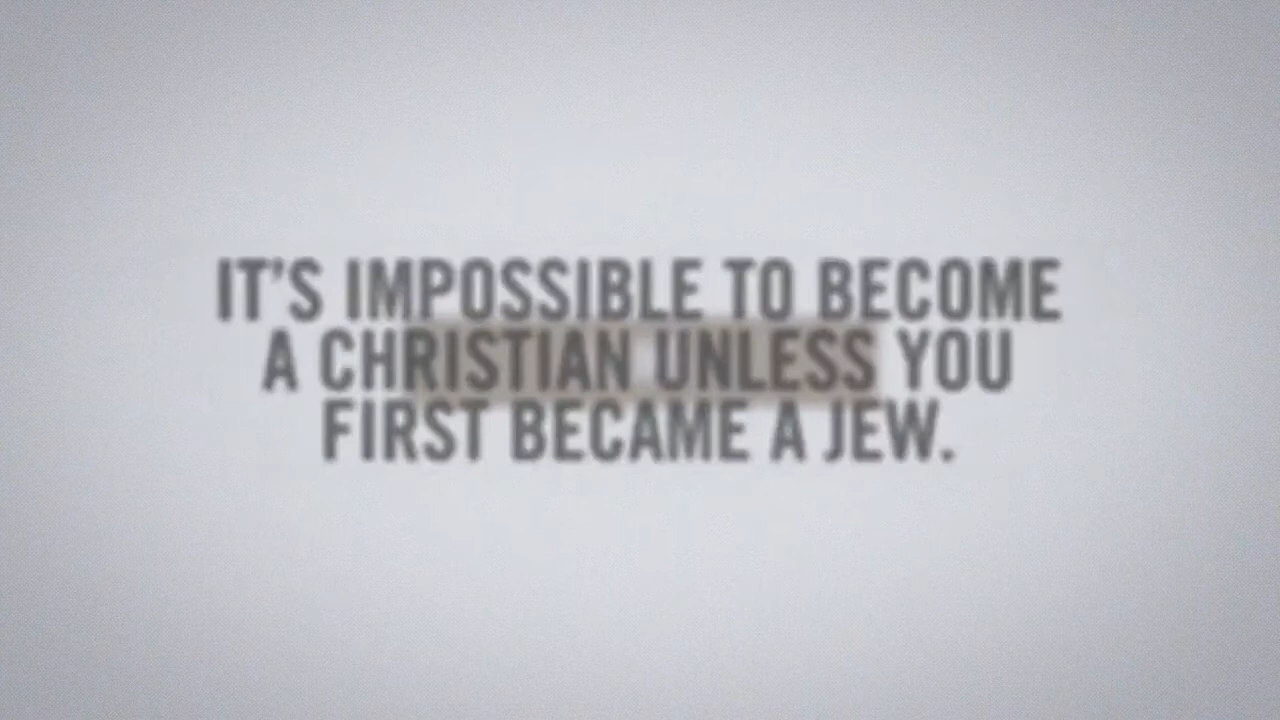 IT'S IMPOSSIBLE TO BECOME
A CHRISTIAN UNLESS YOU
FIRST BECAME A JEW.